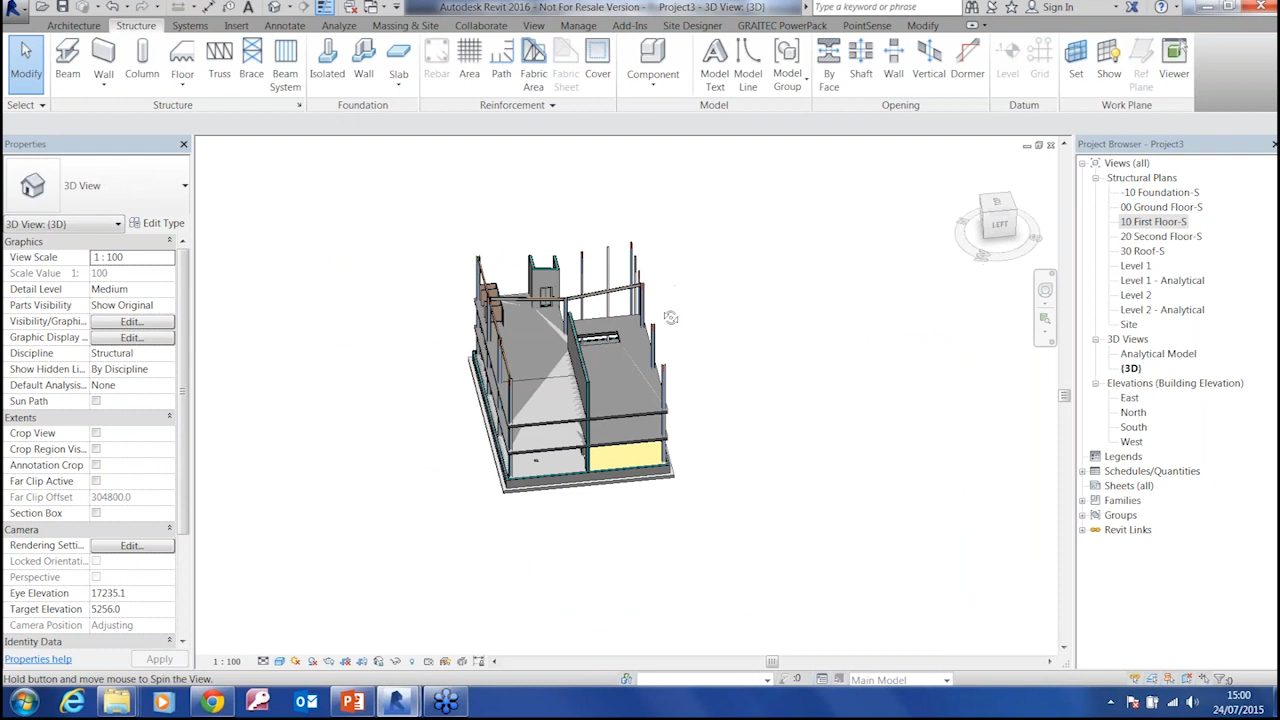 Autodesk Revit 2016 - Not For Resale Version - Project3 - 3D View: {3D}
Type a keyword or phrase
Sign In
Architecture Structure Systems Insert Annotate Analyze Massing & Site Collaborate View Manage Add-Ins Site Designer Extensions GRAITEC PowerPack PointSense Modify
Modify Beam Wall Column Floor Truss Brace Beam System Isolated Wall Slab Rebar Area Path Fabric Area Fabric Sheet Cover Component Model Text Model Line Model Group By Face Shaft Wall Vertical Dormer Level Grid Set Show Ref Plane Viewer
Select Structure Foundation Reinforcement Model Opening Datum Work Plane
Properties
3D View
3D View: {3D} Edit Type
Graphics
View Scale 1 : 100
Scale Value 1: 100
Detail Level Medium
Parts Visibility Show Original
Visibility/Graphi... Edit...
Graphic Display ... Edit...
Discipline Structural
Show Hidden Li... By Discipline
Default Analysis... None
Sun Path
Extents
Crop View
Crop Region Vis...
Annotation Crop
Far Clip Active
Far Clip Offset 304800.0
Section Box
Camera
Rendering Setti... Edit...
Locked Orientati...
Perspective
Eye Elevation 17235.1
Target Elevation 5256.0
Camera Position Adjusting
Identity Data
Properties help Apply
LEFT
Project Browser - Project3
Views (all)
Structural Plans
-10 Foundation-S
00 Ground Floor-S
10 First Floor-S
20 Second Floor-S
30 Roof-S
Level 1
Level 1 - Analytical
Level 2
Level 2 - Analytical
Site
3D Views
Analytical Model
{3D}
Elevations (Building Elevation)
East
North
South
West
Legends
Schedules/Quantities
Sheets (all)
Families
Groups
Revit Links
1 : 100
Hold button and move mouse to Spin the View.
:0
Main Model
:0
15:00
24/07/2015